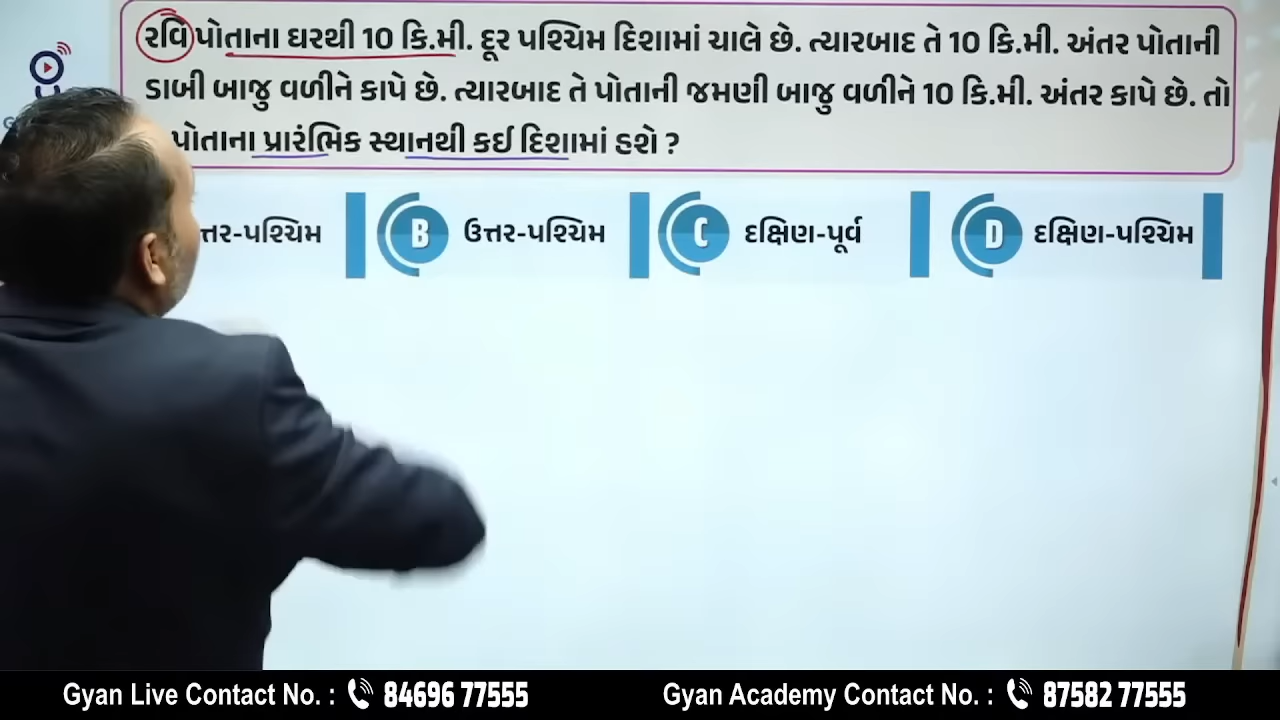 રવિ પોતાના ઘરથી 10 કિ.મી. દૂર પશ્ચિમ દિશામાં ચાલે છે. ત્યારબાદ તે 10 કિ.મી. અંતર પોતાની
ડાબી બાજુ વળીને કાપે છે. ત્યારબાદ તે પોતાની જમણી બાજુ વળીને 10 કિ.મી. અંતર કાપે છે. તો
પોતાના પ્રારંભિક સ્થાનથી કઈ દિશામાં હશે ?
ત્તર-પશ્ચિમ B ઉત્તર-પશ્ચિમ C દક્ષિણ-પૂર્વ D દક્ષિણ-પશ્ચિમ
Gyan Live Contact No. : 84696 77555 Gyan Academy Contact No. : 87582 77555